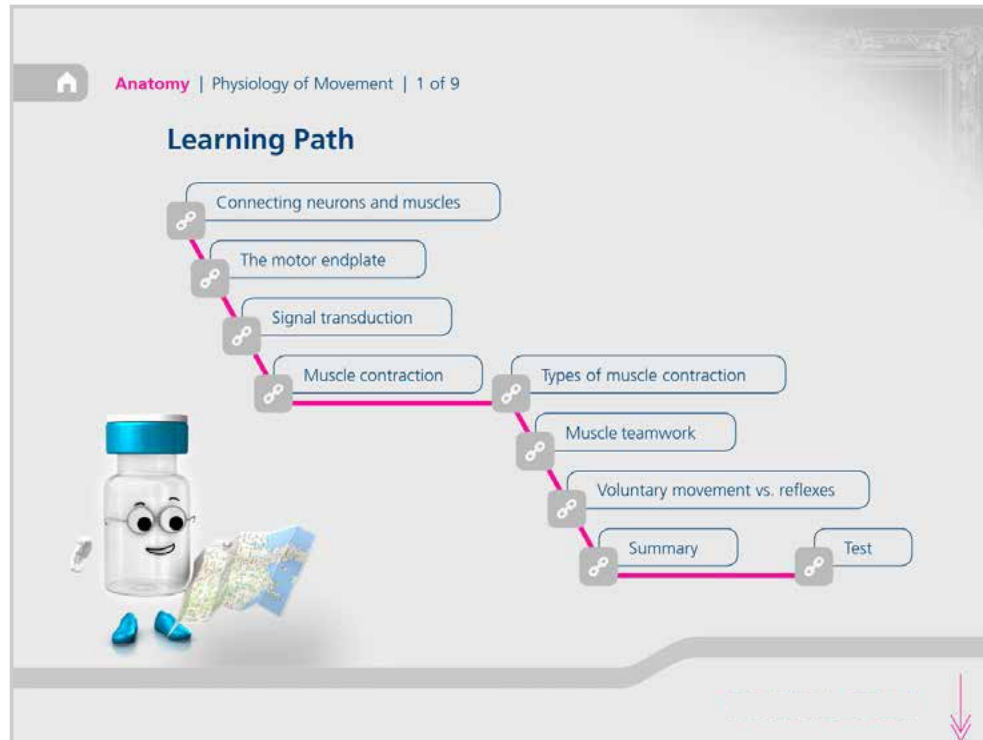 Anatomy | Physiology of Movement | 1 of 9
Learning Path
Connecting neurons and muscles
The motor endplate
Signal transduction
Muscle contraction
Types of muscle contraction
Muscle teamwork
Voluntary movement vs. reflexes
Summary
Test